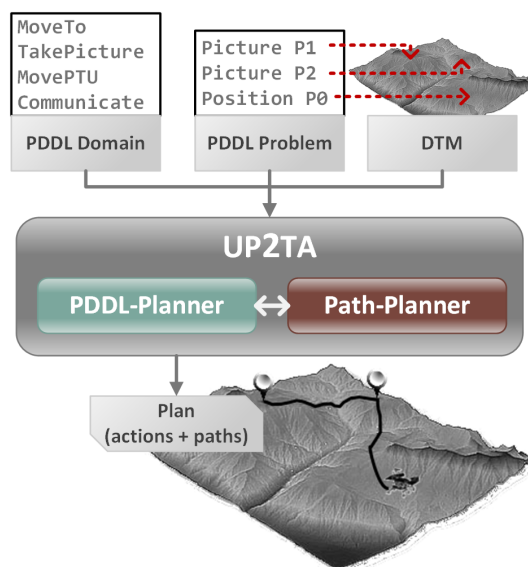 MoveTo
TakePicture
MovePTU
Communicate
PDDL Domain
Picture P1
Picture P2
Position P0
PDDL Problem
DTM
UP2TA
PDDL-Planner
Path-Planner
Plan
(actions + paths)